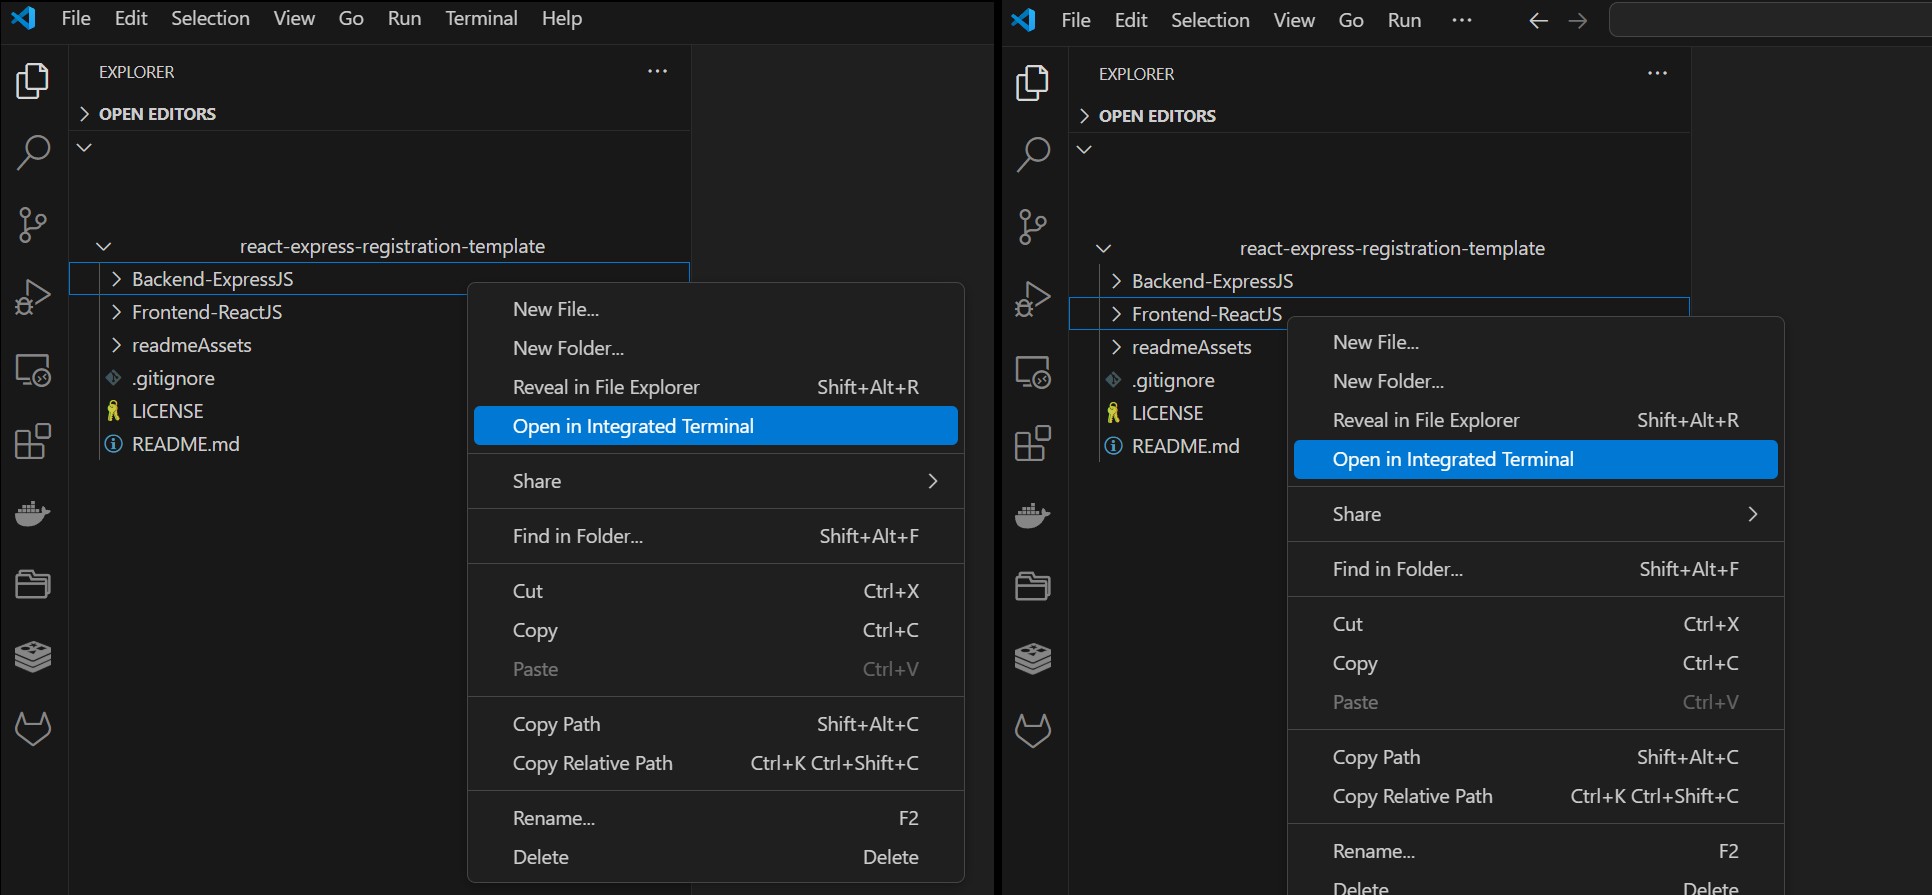 File Edit Selection View Go Run Terminal Help
EXPLORER
OPEN EDITORS
react-express-registration-template
Backend-ExpressJS
Frontend-ReactJS
readmeAssets
.gitignore
LICENSE
README.md
New File...
New Folder...
Reveal in File Explorer Shift+Alt+R
Open in Integrated Terminal
Share
Find in Folder... Shift+Alt+F
Cut Ctrl+X
Copy Ctrl+C
Paste Ctrl+V
Copy Path Shift+Alt+C
Copy Relative Path Ctrl+K Ctrl+Shift+C
Rename... F2
Delete Delete
File Edit Selection View Go Run
EXPLORER
OPEN EDITORS
react-express-registration-template
Backend-ExpressJS
Frontend-ReactJS
readmeAssets
.gitignore
LICENSE
README.md
New File...
New Folder...
Reveal in File Explorer Shift+Alt+R
Open in Integrated Terminal
Share
Find in Folder... Shift+Alt+F
Cut Ctrl+X
Copy Ctrl+C
Paste Ctrl+V
Copy Path Shift+Alt+C
Copy Relative Path Ctrl+K Ctrl+Shift+C
Rename... F2
Delete Delete